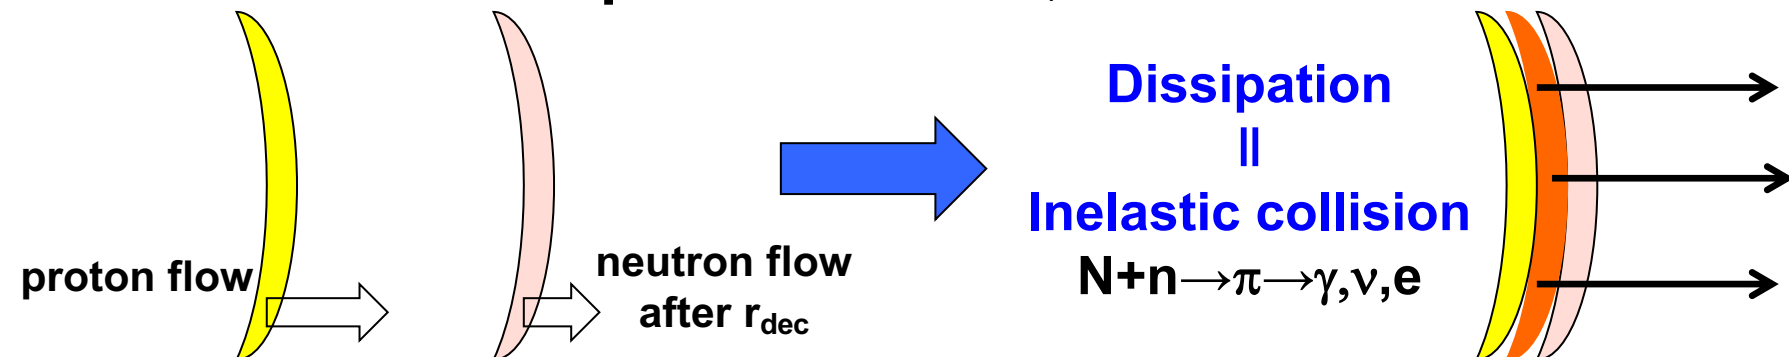 proton flow
neutron flow
after r_dec
Dissipation
=
Inelastic collision
N+n→π→γ,ν,e